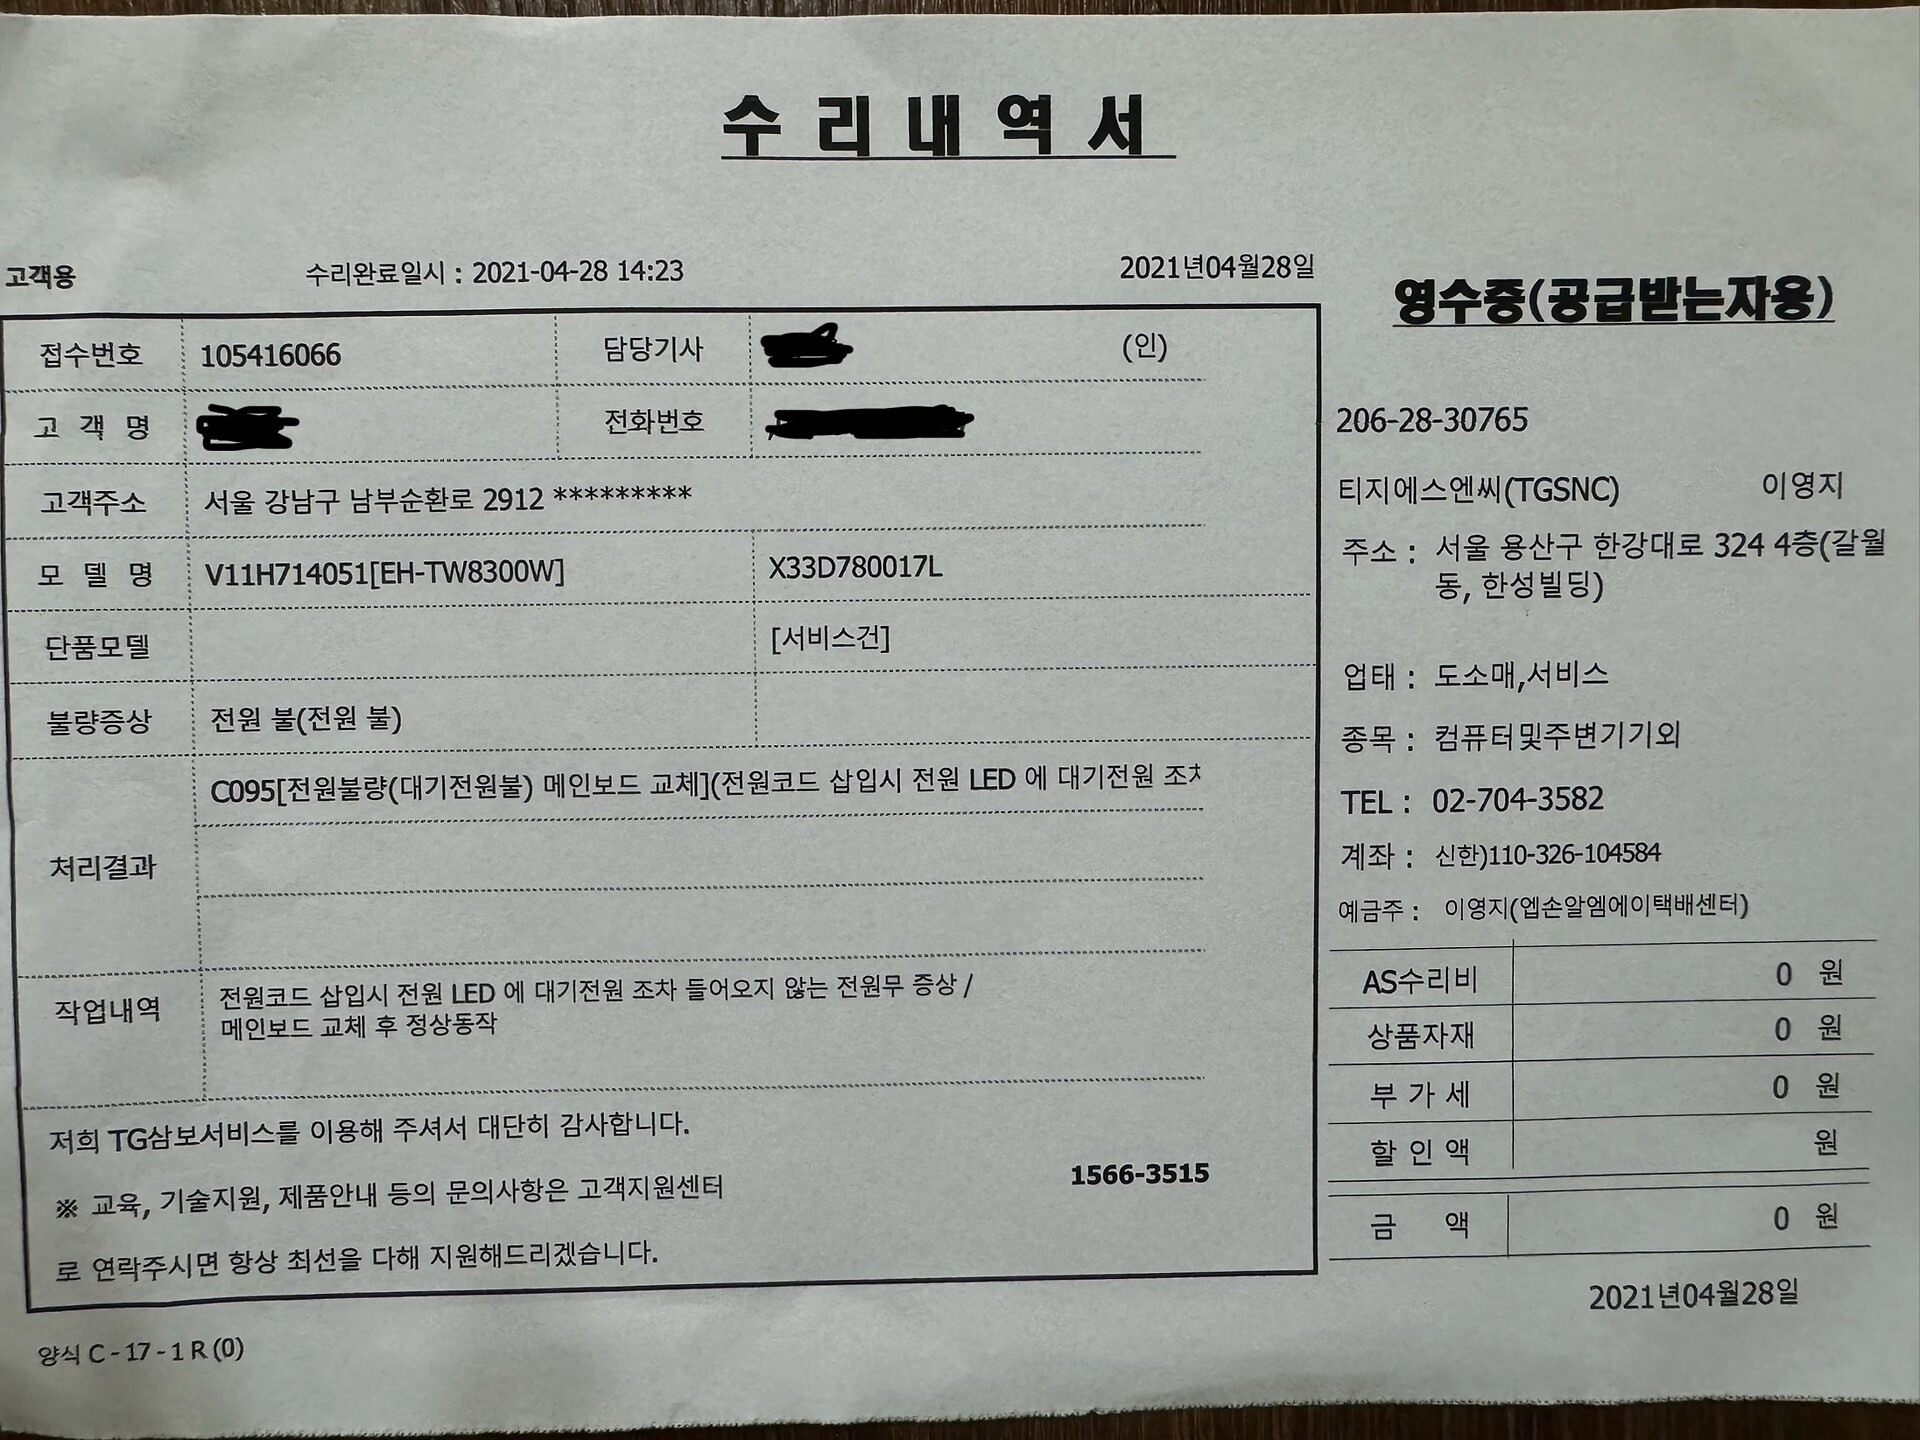 수리내역서
고객용 수리완료일시 : 2021-04-28 14:23 2021년04월28일
접수번호 105416066 담당기사 (인)
고 객 명 전화번호
고객주소 서울 강남구 남부순환로 2912 *********
모 델 명 V11H714051[EH-TW8300W] X33D780017L
단품모델 [서비스건]
불량증상 전원 불(전원 불)
처리결과 C095[전원불량(대기전원불) 메인보드 교체](전원코드 삽입시 전원 LED 에 대기전원 조차
작업내역 전원코드 삽입시 전원 LED 에 대기전원 조차 들어오지 않는 전원무 증상 /
메인보드 교체 후 정상동작
저희 TG삼보서비스를 이용해 주셔서 대단히 감사합니다.
※ 교육, 기술지원, 제품안내 등의 문의사항은 고객지원센터 1566-3515
로 연락주시면 항상 최선을 다해 지원해드리겠습니다.
양식 C - 17 - 1 R (0)
영수증(공급받는자용)
206-28-30765
티지에스엔씨(TGSNC) 이영지
주소 : 서울 용산구 한강대로 324 4층(갈월
동, 한성빌딩)
업태 : 도소매,서비스
종목 : 컴퓨터및주변기기외
TEL : 02-704-3582
계좌 : 신한)110-326-104584
예금주 : 이영지(엡손알엠에이택배센터)
AS수리비 0 원
상품자재 0 원
부 가 세 0 원
할 인 액 원
금 액 0 원
2021년04월28일